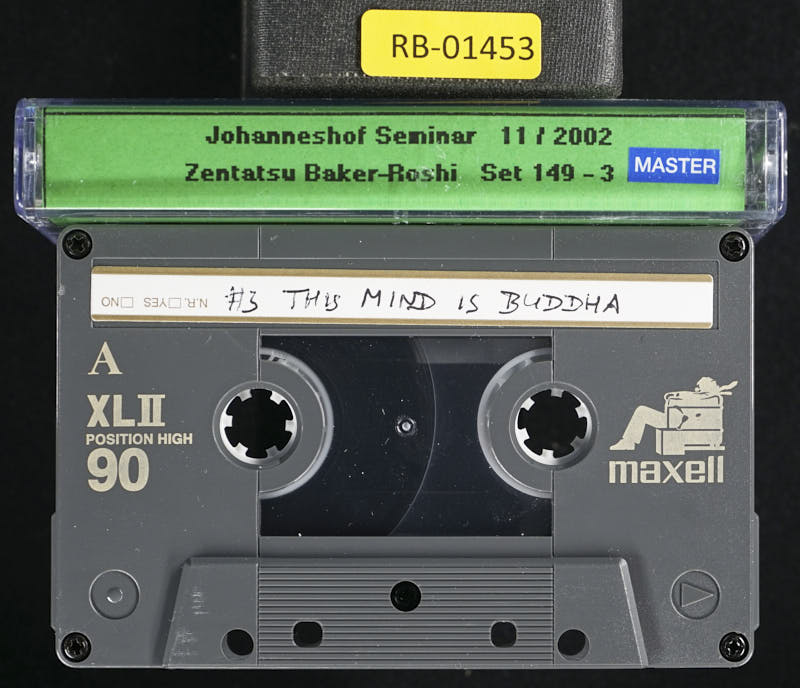 RB-01453
Johanneshof Seminar 11 / 2002
Zentatsu Baker-Roshi Set 149 - 3
MASTER
NO YES N.R. #3 THIS MIND IS BUDDHA
A
XLII
POSITION HIGH
90
maxell